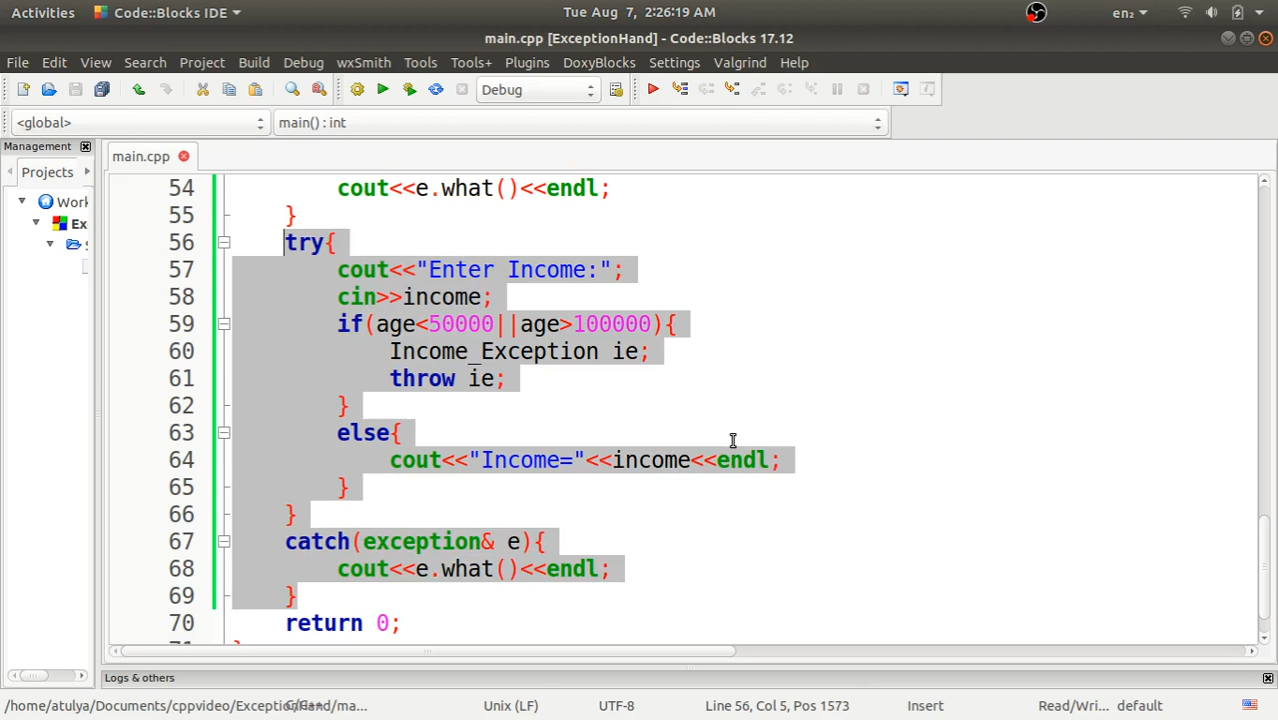 Activities Code::Blocks IDE Tue Aug 7, 2:26:19 AM en₂
main.cpp [ExceptionHand] - Code::Blocks 17.12
File Edit View Search Project Build Debug wxSmith Tools Tools+ Plugins DoxyBlocks Settings Valgrind Help
Debug
<global> main() : int
Management main.cpp
Projects
Work
Ex
S
54 cout<<e.what()<<endl;
55 }
56 try{
57 cout<<"Enter Income:";
58 cin>>income;
59 if(age<50000||age>100000){
60 Income_Exception ie;
61 throw ie;
62 }
63 else{
64 cout<<"Income="<<income<<endl;
65 }
66 }
67 catch(exception& e){
68 cout<<e.what()<<endl;
69 }
70 return 0;
Logs & others
/home/atulya/Documents/cppvideo/ExceptionHand/ma... Unix (LF) UTF-8 Line 56, Col 5, Pos 1573 Insert Read/Wri... default